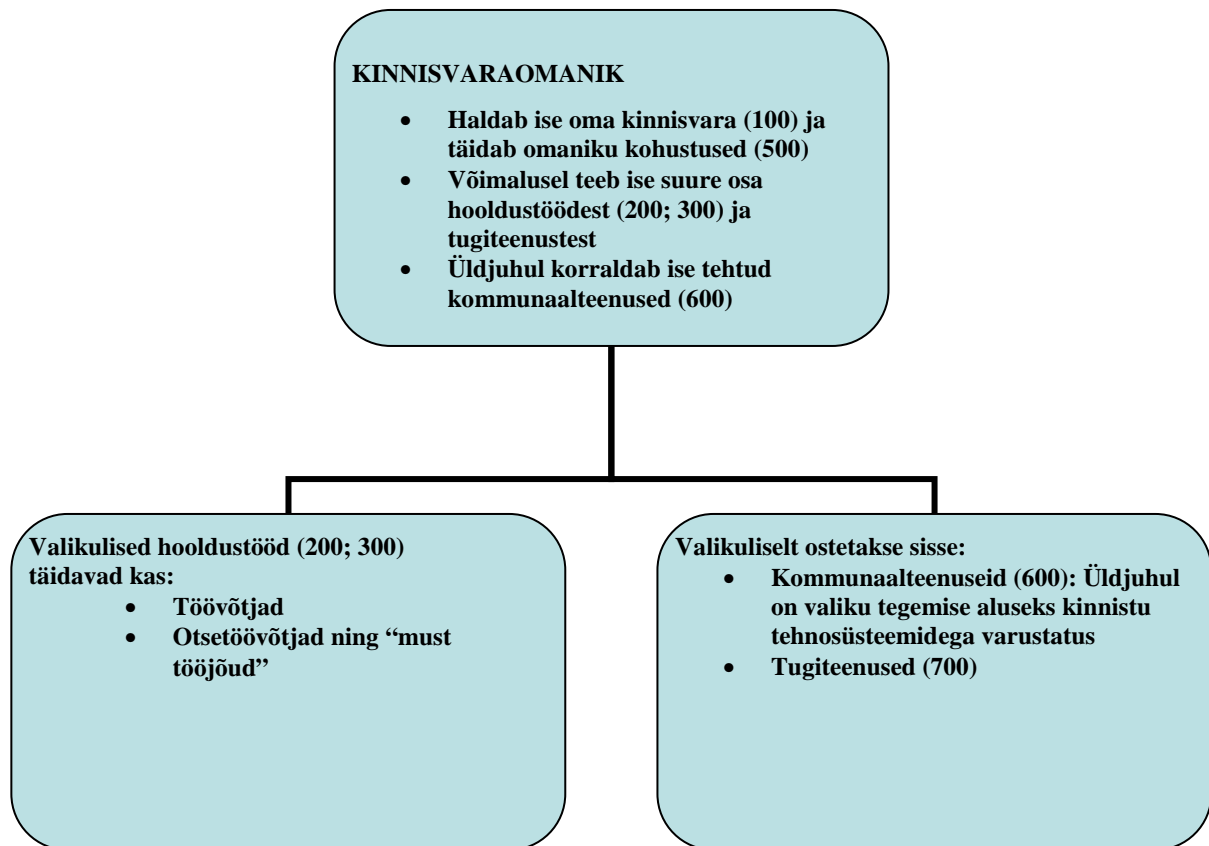 KINNISVARAOMANIK
• Haldab ise oma kinnisvara (100) ja
täidab omaniku kohustused (500)
• Võimalusel teeb ise suure osa
hooldustöödest (200; 300) ja
tugiteenustest
• Üldjuhul korraldab ise tehtud
kommunaalteenused (600)
Valikulised hooldustööd (200; 300)
täidavad kas:
• Töövõtjad
• Otsetöövõtjad ning “must
tööjõud”
Valikuliselt ostetakse sisse:
• Kommunaalteenuseid (600): Üldjuhul
on valiku tegemise aluseks kinnistu
tehnosüsteemidega varustatus
• Tugiteenused (700)